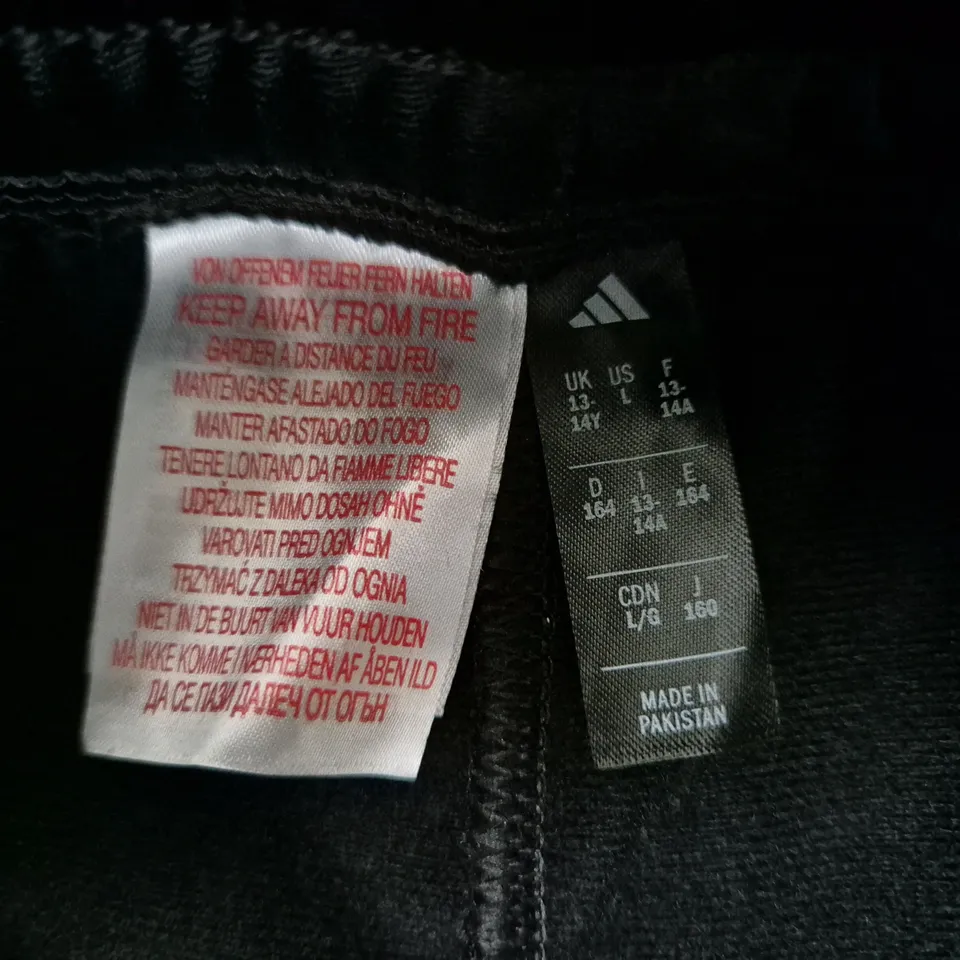 VON OFFENEM FEUER FERN HALTEN
KEEP AWAY FROM FIRE
GARDER A DISTANCE DU FEU
MANTÉNGASE ALEJADO DEL FUEGO
MANTER AFASTADO DO FOGO
TENERE LONTANO DA FIAMME LIBERE
UDRŽUJTE MIMO DOSAH OHNĚ
VAROVATI PRED OGNJEM
TRZYMAĆ Z DALEKA OD OGNIA
NIET IN DE BUURT VAN VUUR HOUDEN
MÅ IKKE KOMME I NÆRHEDEN AF ÅBEN ILD
ДА СЕ ПАЗИ ДАЛЕЧ ОТ ОГЪН
UK US F
13- L 13-
14Y 14A
D I E
164 13- 164
14A
CDN J
L/G 160
MADE IN
PAKISTAN